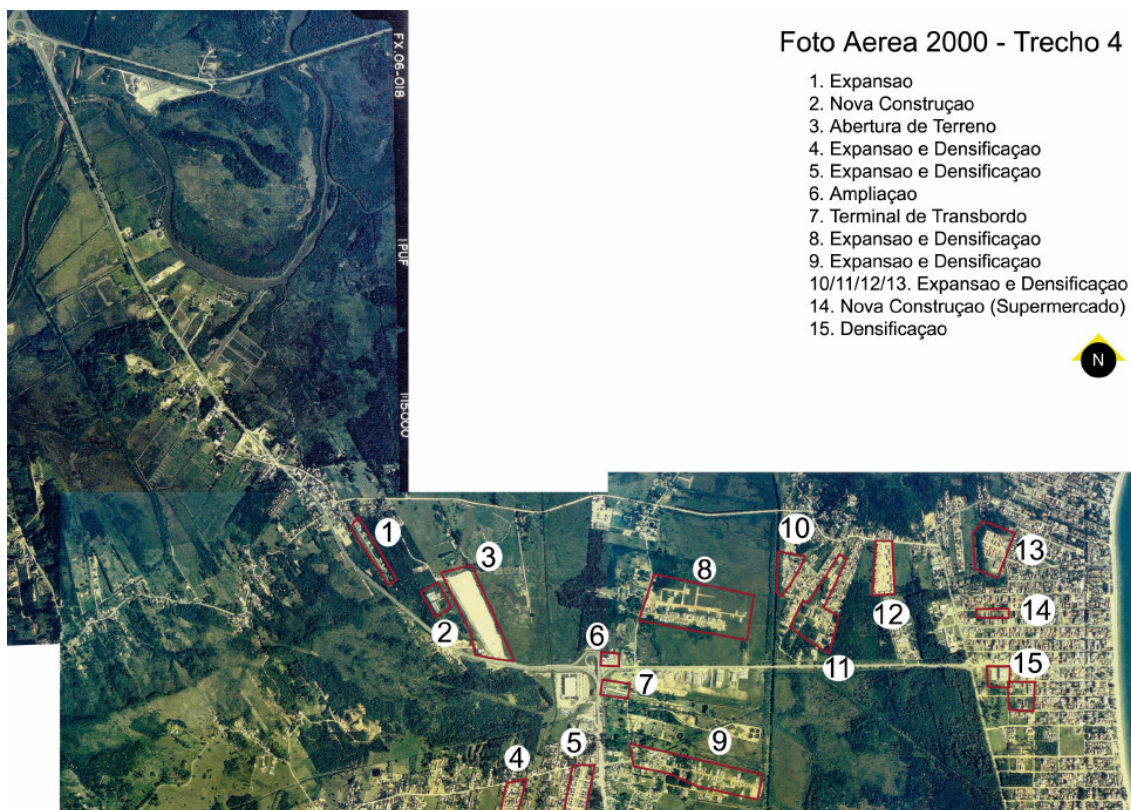 Foto Aerea 2000 - Trecho 4
1. Expansao
2. Nova Construçao
3. Abertura de Terreno
4. Expansao e Densificaçao
5. Expansao e Densificaçao
6. Ampliaçao
7. Terminal de Transbordo
8. Expansao e Densificaçao
9. Expansao e Densificaçao
10/11/12/13. Expansao e Densificaçao
14. Nova Construçao (Supermercado)
15. Densificaçao
N
FX.06-018
IPUF
1:15.000
1
2
3
4
5
6
7
8
9
10
11
12
13
14
15